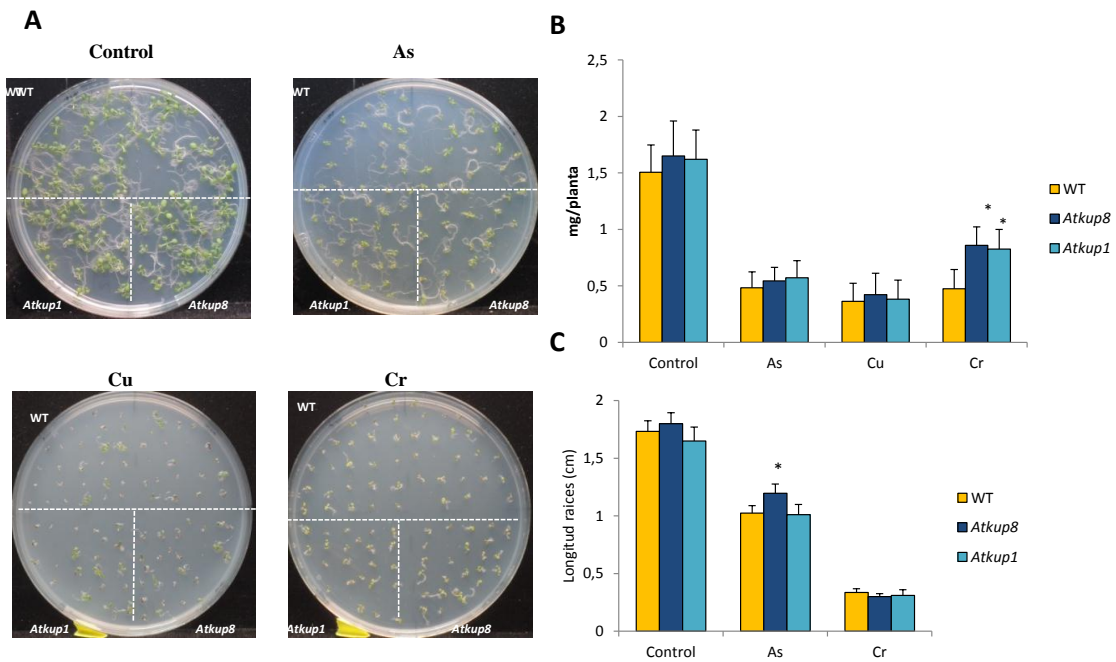 A
Control
As
WT
WT
WT
Atkup1
Atkup8
Atkup1
Atkup8
Cu
Cr
WT
WT
Atkup1
Atkup8
Atkup1
Atkup8
B
2,5
2
1,5
1
0,5
0
mg/planta
* *
Control
As
Cu
Cr
WT
Atkup8
Atkup1
C
2
1,5
1
0,5
0
Longitud raices (cm)
*
Control
As
Cr
WT
Atkup8
Atkup1